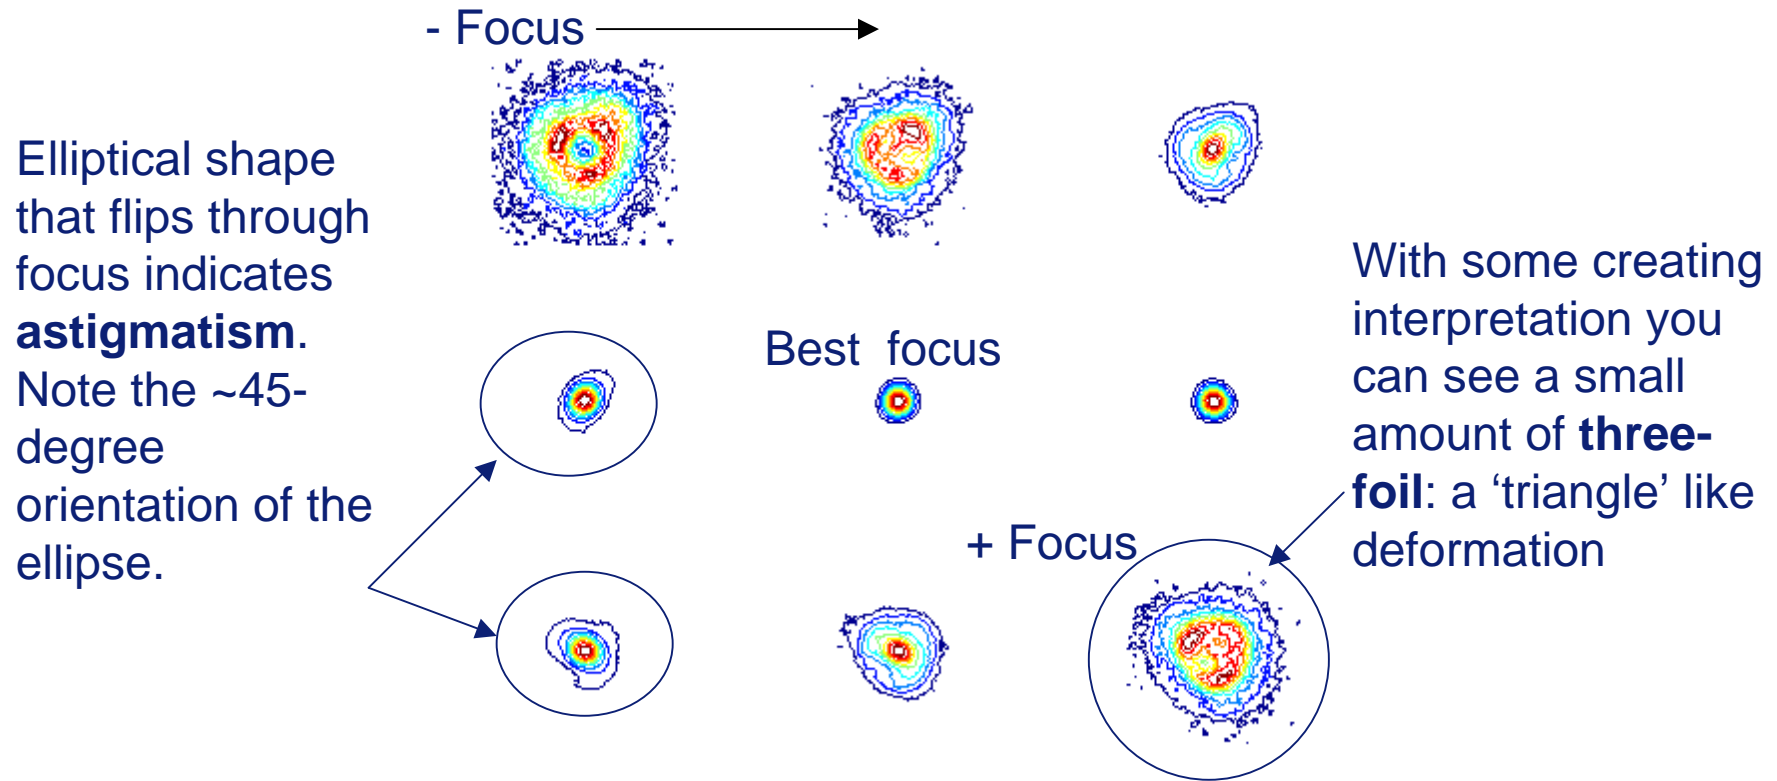 - Focus
Elliptical shape
that flips through
focus indicates
astigmatism.
Note the ~45-
degree
orientation of the
ellipse.
Best  focus
+ Focus
With some creating
interpretation you
can see a small
amount of three-
foil: a ‘triangle’ like
deformation